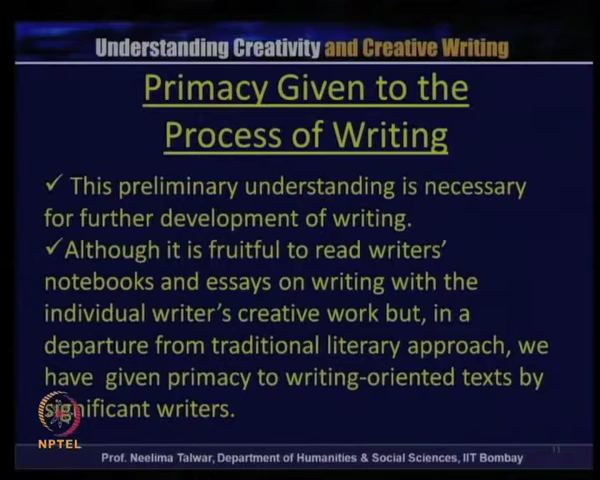 Understanding Creativity and Creative Writing
Primacy Given to the
Process of Writing
✓ This preliminary understanding is necessary
for further development of writing.
✓Although it is fruitful to read writers'
notebooks and essays on writing with the
individual writer's creative work but, in a
departure from traditional literary approach, we
have given primacy to writing-oriented texts by
significant writers.
NPTEL
Prof. Neelima Talwar, Department of Humanities & Social Sciences, IIT Bombay